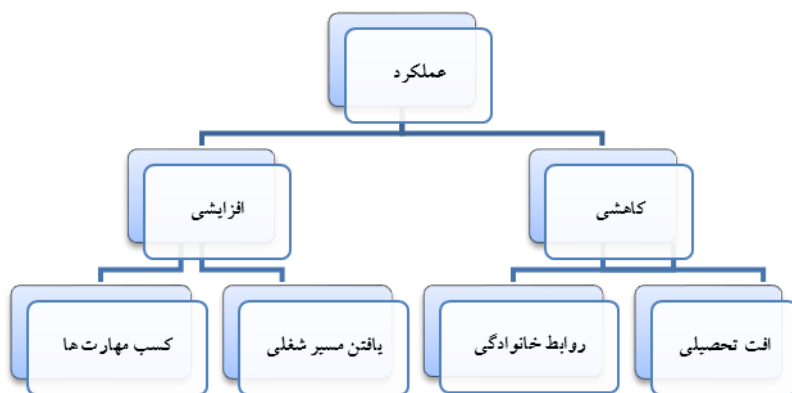 عملکرد
کاهشی
افزایشی
افت تحصیلی
روابط خانوادگی
یافتن مسیر شغلی
کسب مهارت ها